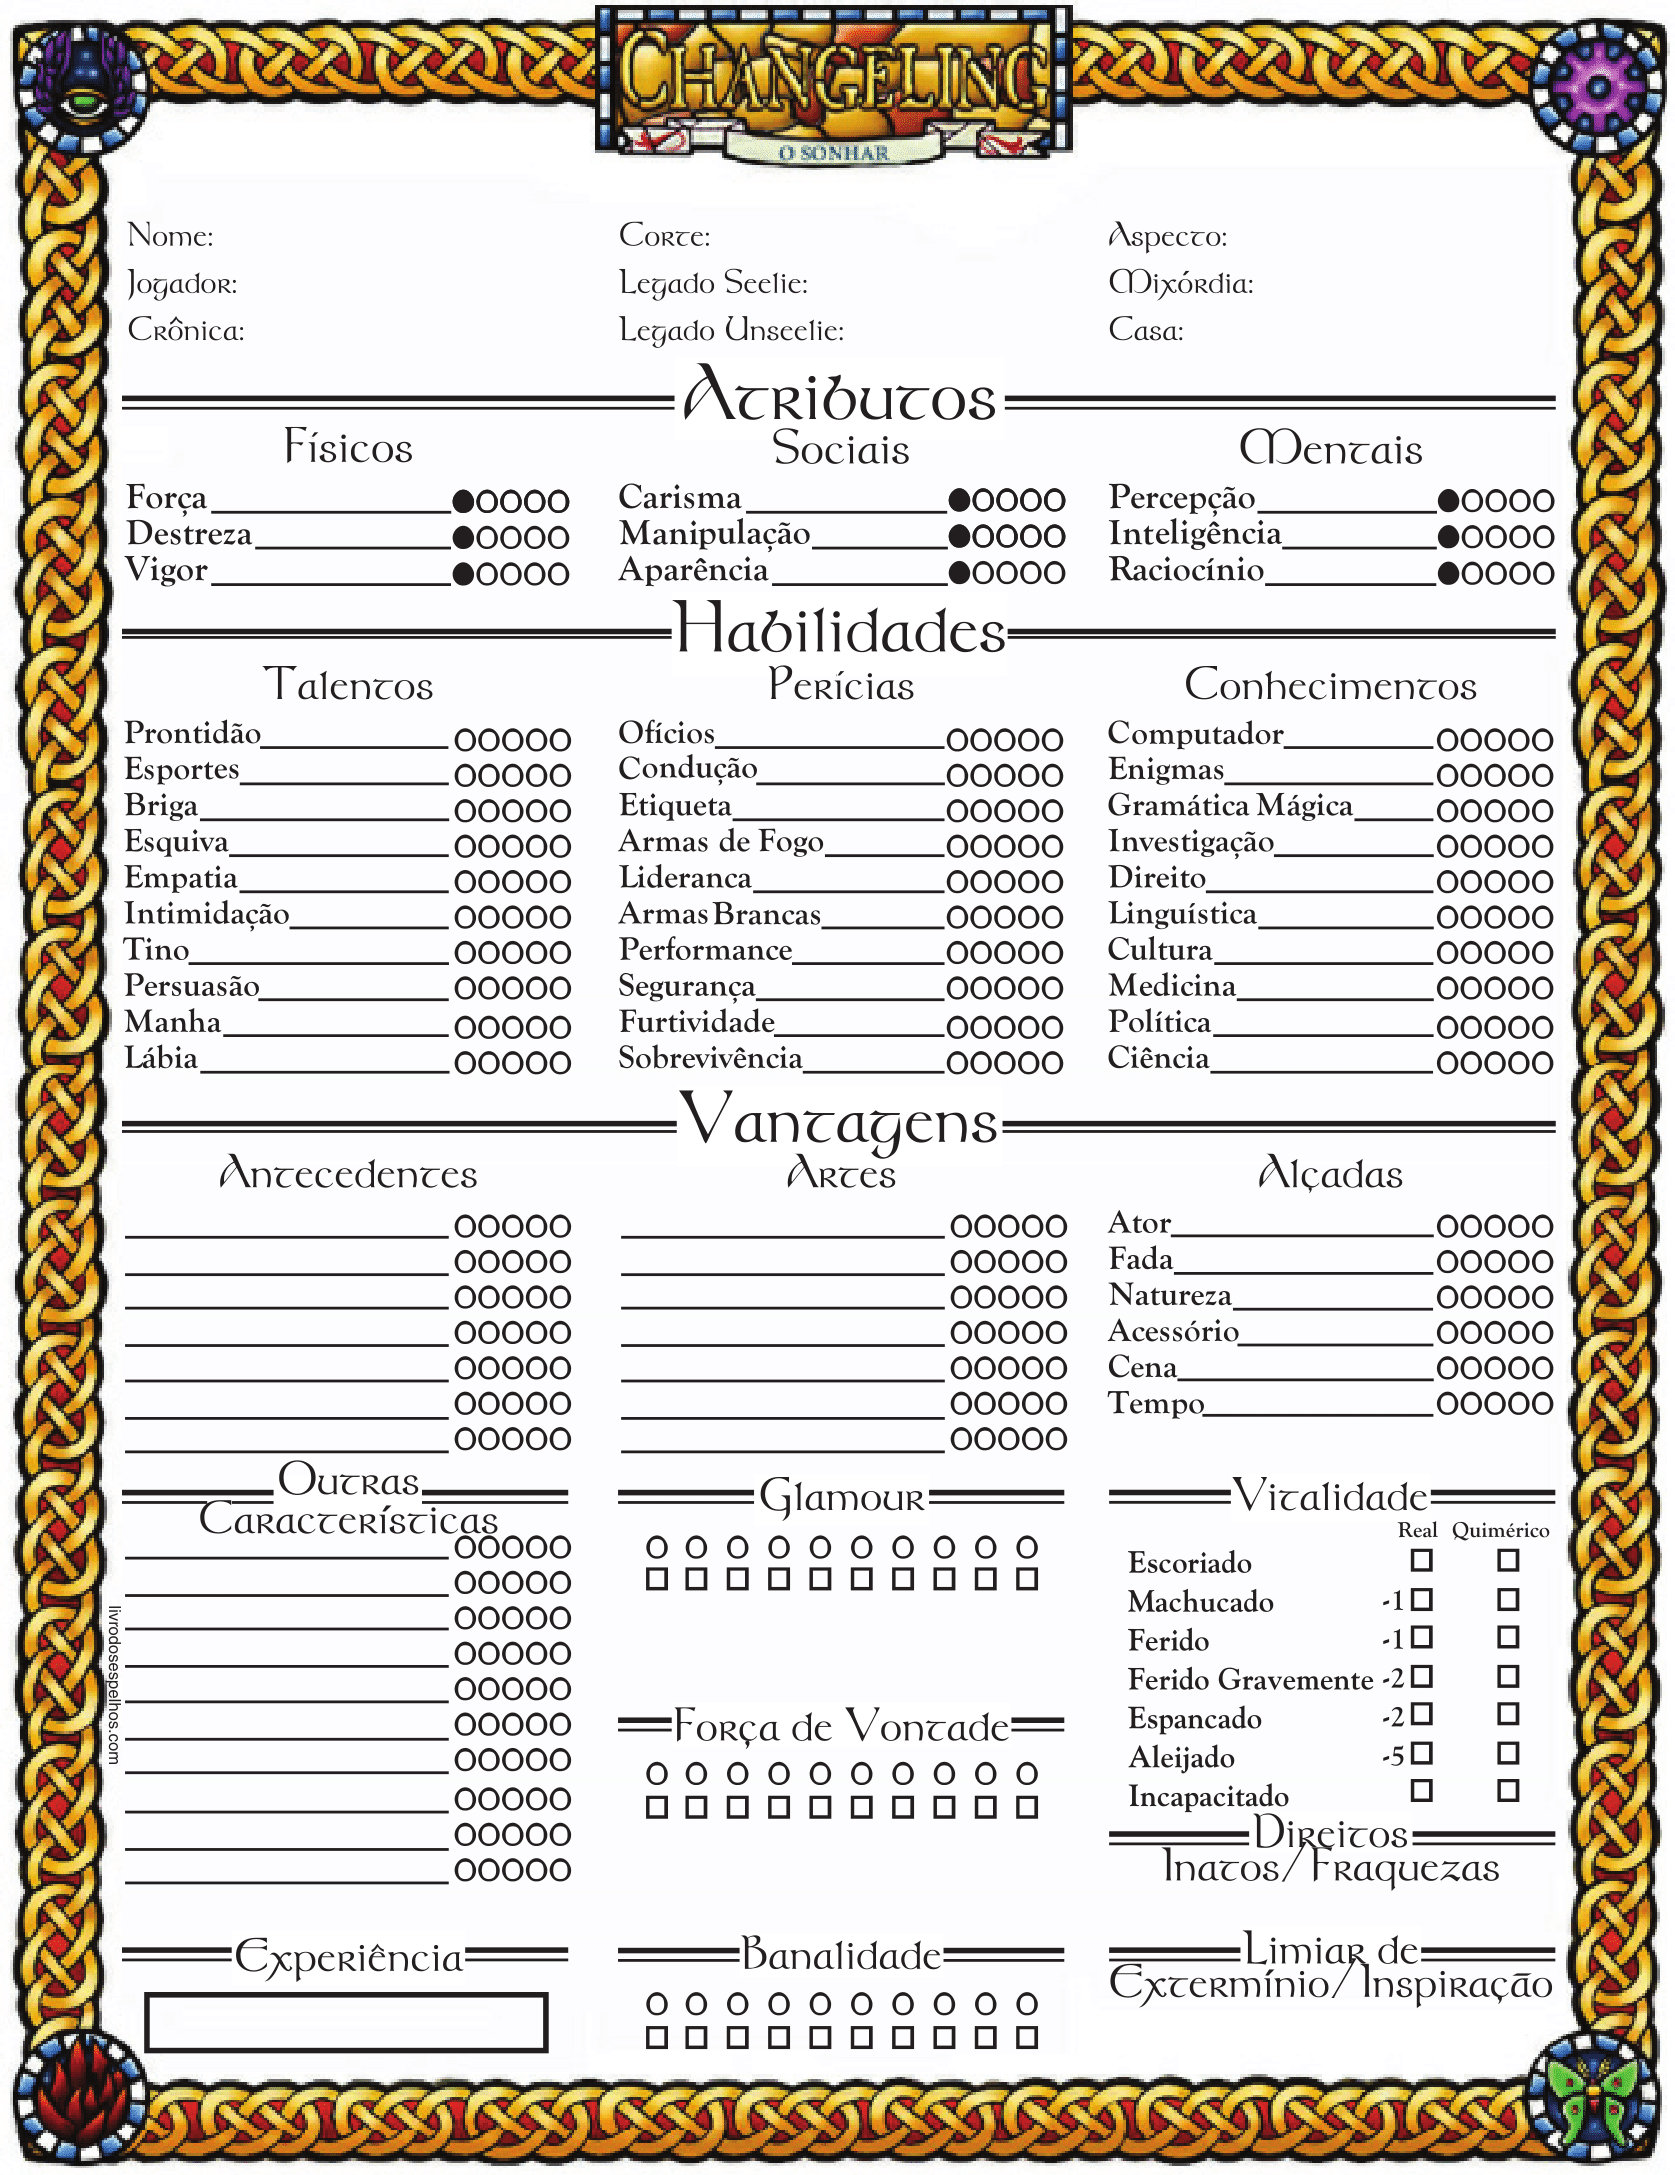 CHANGELING
O SONHAR
Nome: Corte: Aspecto:
Jogador: Legado Seelie: Mixórdia:
Crônica: Legado Unseelie: Casa:
Atributos
Físicos Sociais Mentais
Força Carisma Percepção
Destreza Manipulação Inteligência
Vigor Aparência Raciocínio
Habilidades
Talentos Perícias Conhecimentos
Prontidão Ofícios Computador
Esportes Condução Enigmas
Briga Etiqueta Gramática Mágica
Esquiva Armas de Fogo Investigação
Empatia Lideranca Direito
Intimidação Armas Brancas Linguística
Tino Performance Cultura
Persuasão Segurança Medicina
Manha Furtividade Política
Lábia Sobrevivência Ciência
Vantagens
Antecedentes Artes Alçadas
Ator
Fada
Natureza
Acessório
Cena
Tempo
Outras
Características
Glamour
Força de Vontade
Vitalidade
Real Quimérico
Escoriado
Machucado -1
Ferido -1
Ferido Gravemente -2
Espancado -2
Aleijado -5
Incapacitado
Direitos
Inatos/Fraquezas
Experiência
Banalidade
Limiar de
Extermínio/Inspiração
livrodosespelhos.com